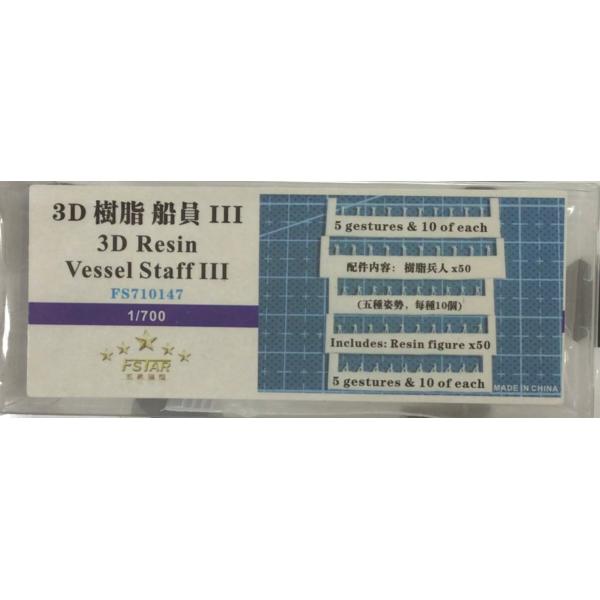 3D 樹脂 船員 III
3D Resin
Vessel Staff III
FS710147
1/700
FSTAR
5 gestures & 10 of each
配件内容: 樹脂兵人 x50
(五種姿勢, 每種10個)
Includes: Resin figure x50
5 gestures & 10 of each
MADE IN CHINA